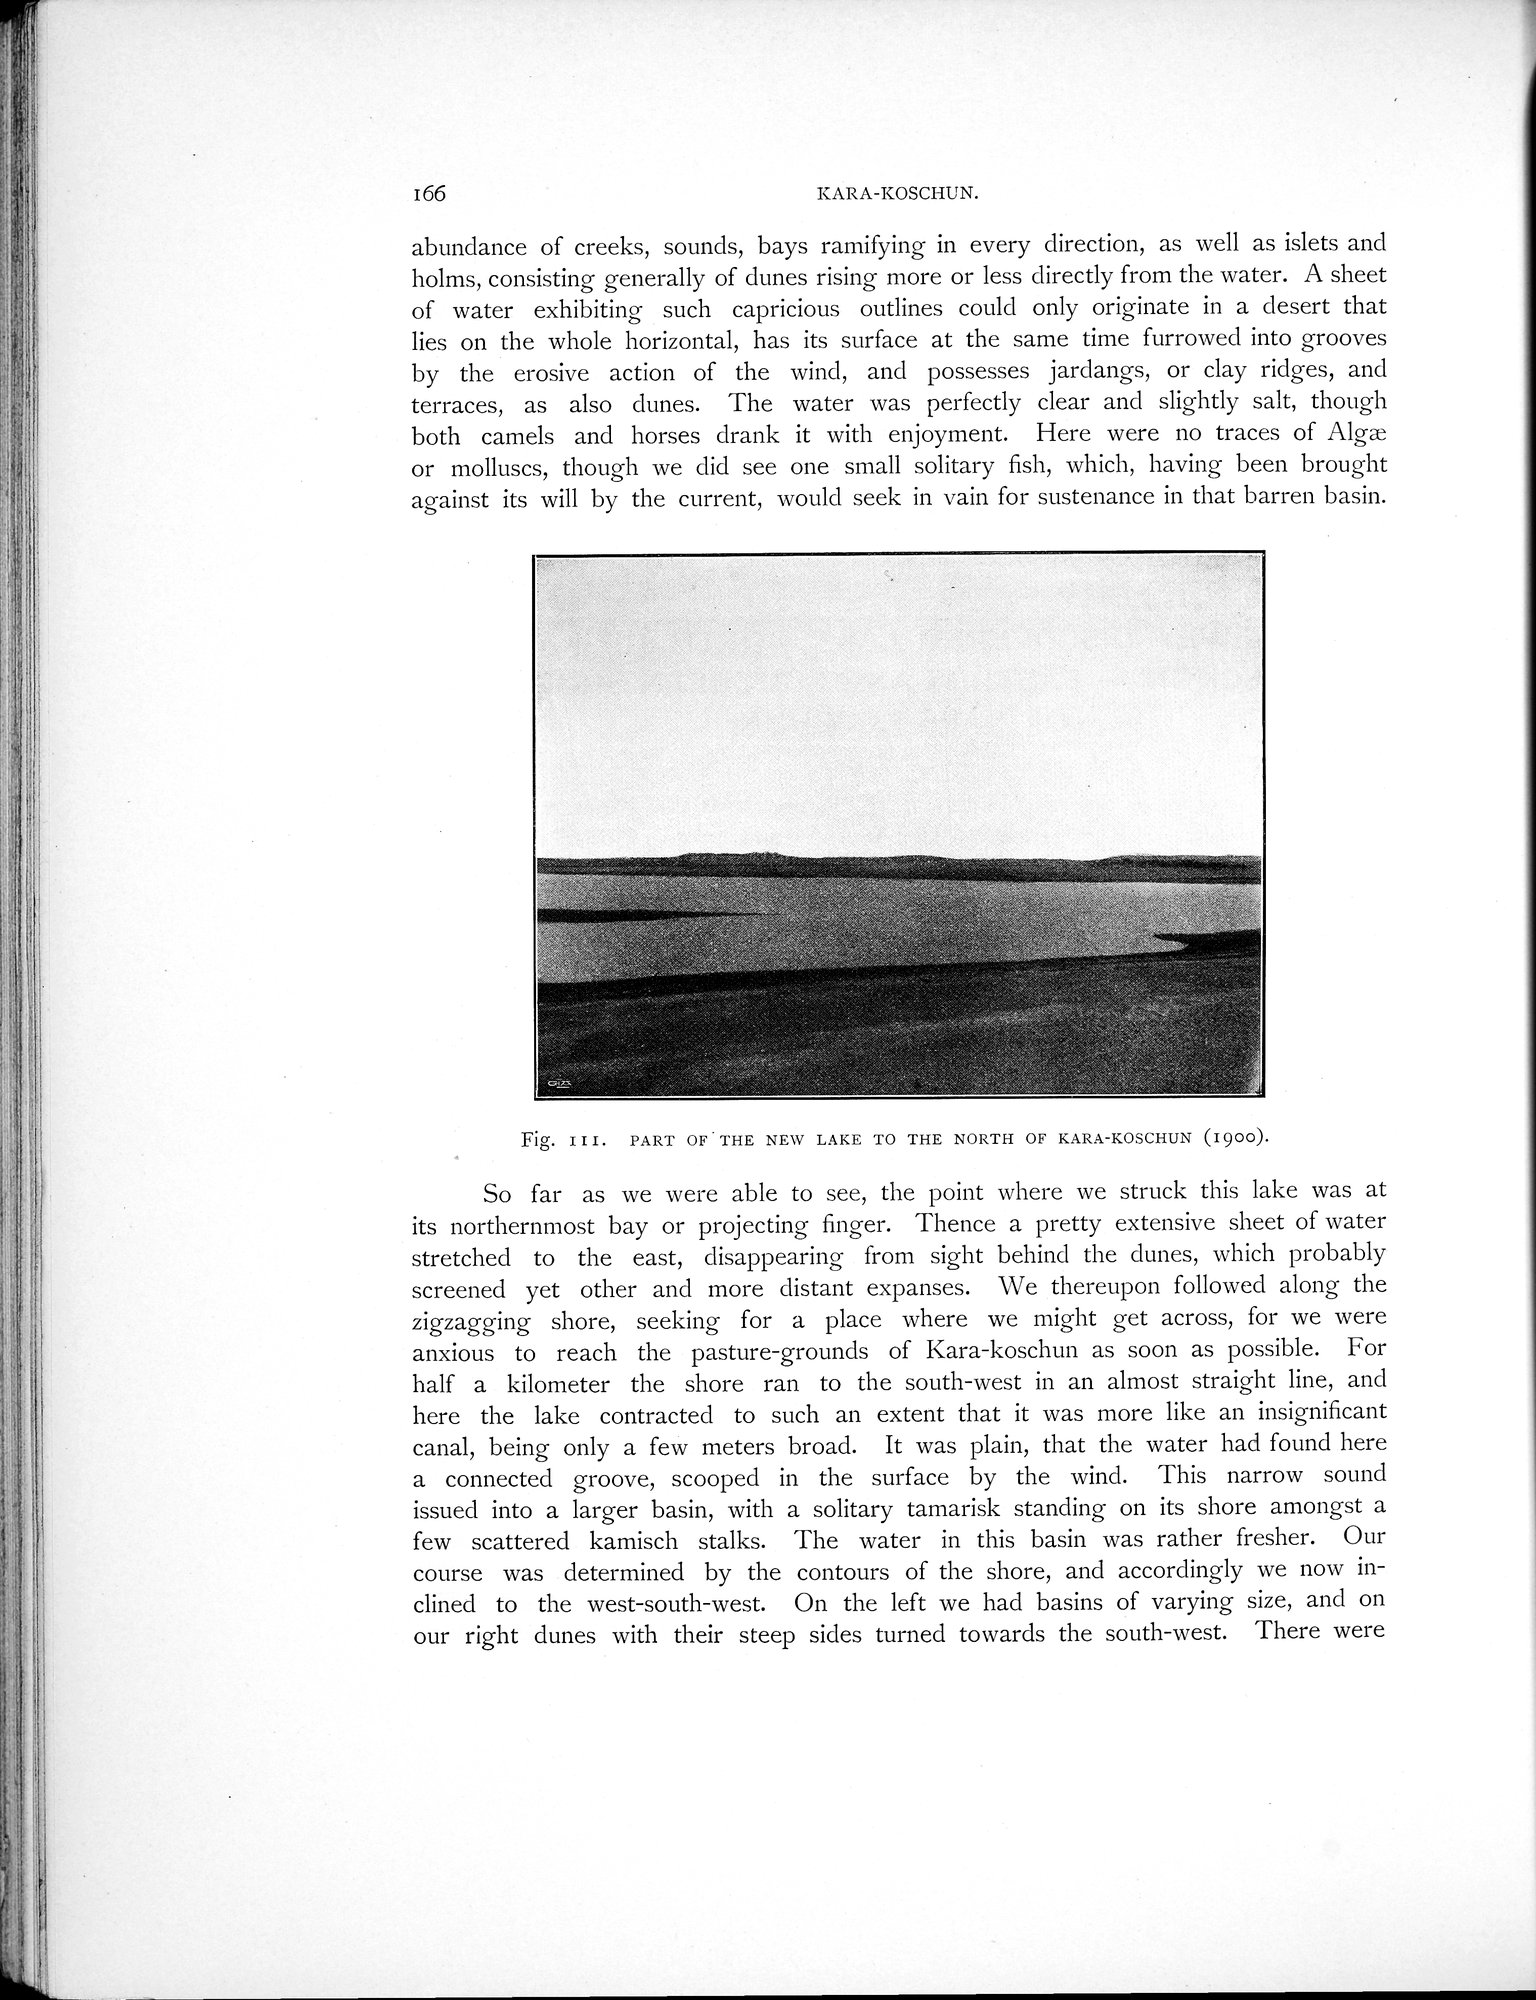 166
KARA-KOSCHUN.
abundance of creeks, sounds, bays ramifying in every direction, as well as islets and
holms, consisting generally of dunes rising more or less directly from the water. A sheet
of water exhibiting such capricious outlines could only originate in a desert that
lies on the whole horizontal, has its surface at the same time furrowed into grooves
by the erosive action of the wind, and possesses jardangs, or clay ridges, and
terraces, as also dunes. The water was perfectly clear and slightly salt, though
both camels and horses drank it with enjoyment. Here were no traces of Algæ
or molluscs, though we did see one small solitary fish, which, having been brought
against its will by the current, would seek in vain for sustenance in that barren basin.
Fig. 111. PART OF THE NEW LAKE TO THE NORTH OF KARA-KOSCHUN (1900).
So far as we were able to see, the point where we struck this lake was at
its northernmost bay or projecting finger. Thence a pretty extensive sheet of water
stretched to the east, disappearing from sight behind the dunes, which probably
screened yet other and more distant expanses. We thereupon followed along the
zigzagging shore, seeking for a place where we might get across, for we were
anxious to reach the pasture-grounds of Kara-koschun as soon as possible. For
half a kilometer the shore ran to the south-west in an almost straight line, and
here the lake contracted to such an extent that it was more like an insignificant
canal, being only a few meters broad. It was plain, that the water had found here
a connected groove, scooped in the surface by the wind. This narrow sound
issued into a larger basin, with a solitary tamarisk standing on its shore amongst a
few scattered kamisch stalks. The water in this basin was rather fresher. Our
course was determined by the contours of the shore, and accordingly we now in-
clined to the west-south-west. On the left we had basins of varying size, and on
our right dunes with their steep sides turned towards the south-west. There were